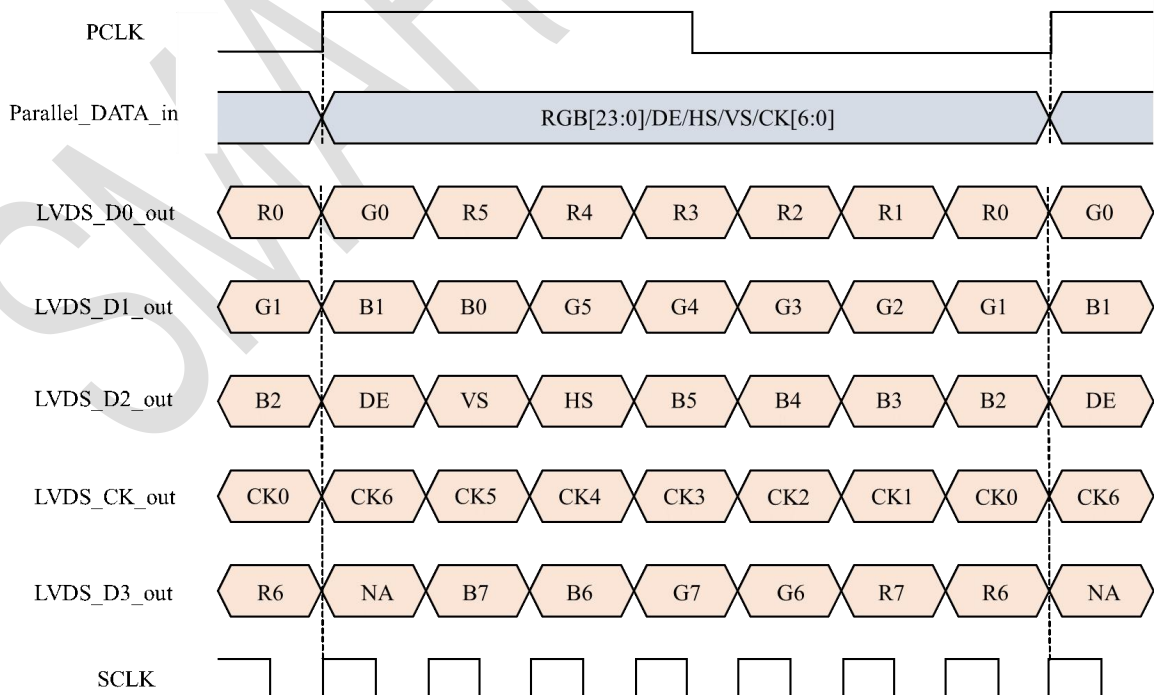 PCLK
Parallel_DATA_in RGB[23:0]/DE/HS/VS/CK[6:0]
LVDS_D0_out R0 G0 R5 R4 R3 R2 R1 R0 G0
LVDS_D1_out G1 B1 B0 G5 G4 G3 G2 G1 B1
LVDS_D2_out B2 DE VS HS B5 B4 B3 B2 DE
LVDS_CK_out CK0 CK6 CK5 CK4 CK3 CK2 CK1 CK0 CK6
LVDS_D3_out R6 NA B7 B6 G7 G6 R7 R6 NA
SCLK